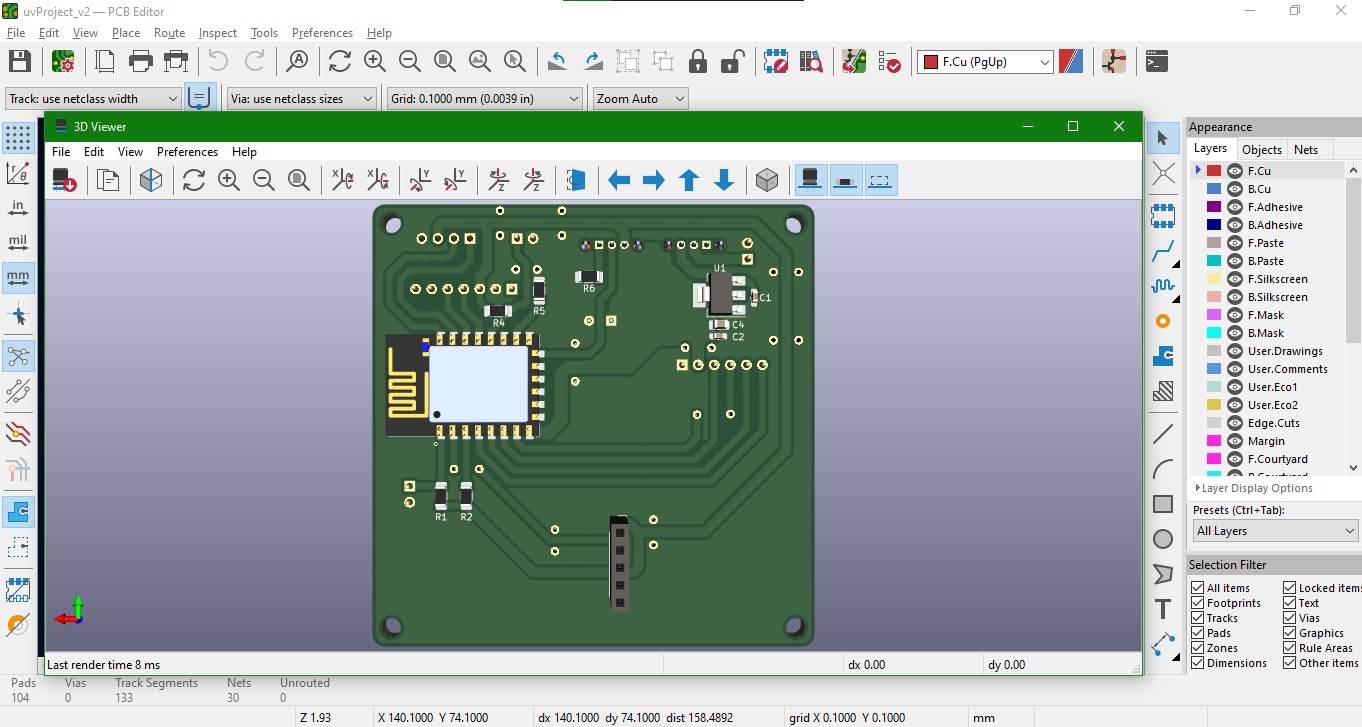 uvProject_v2 — PCB Editor
File Edit View Place Route Inspect Tools Preferences Help
F.Cu (PgUp)
Track: use netclass width Via: use netclass sizes Grid: 0.1000 mm (0.0039 in) Zoom Auto
3D Viewer
File Edit View Preferences Help
X X Y Y Z Z
in
mil
mm
U1
C1
R6
R5
R4
C4
C2
R1 R2
Last render time 8 ms dx 0.00 dy 0.00
Appearance
Layers Objects Nets
F.Cu
B.Cu
F.Adhesive
B.Adhesive
F.Paste
B.Paste
F.Silkscreen
B.Silkscreen
F.Mask
B.Mask
User.Drawings
User.Comments
User.Eco1
User.Eco2
Edge.Cuts
Margin
F.Courtyard
B.Courtyard
Layer Display Options
Presets (Ctrl+Tab):
All Layers
Selection Filter
All items Locked items
Footprints Text
Tracks Vias
Pads Graphics
Zones Rule Areas
Dimensions Other items
Pads Vias Track Segments Nets Unrouted
104 0 133 30 0
Z 1.93 X 140.1000 Y 74.1000 dx 140.1000 dy 74.1000 dist 158.4892 grid X 0.1000 Y 0.1000 mm